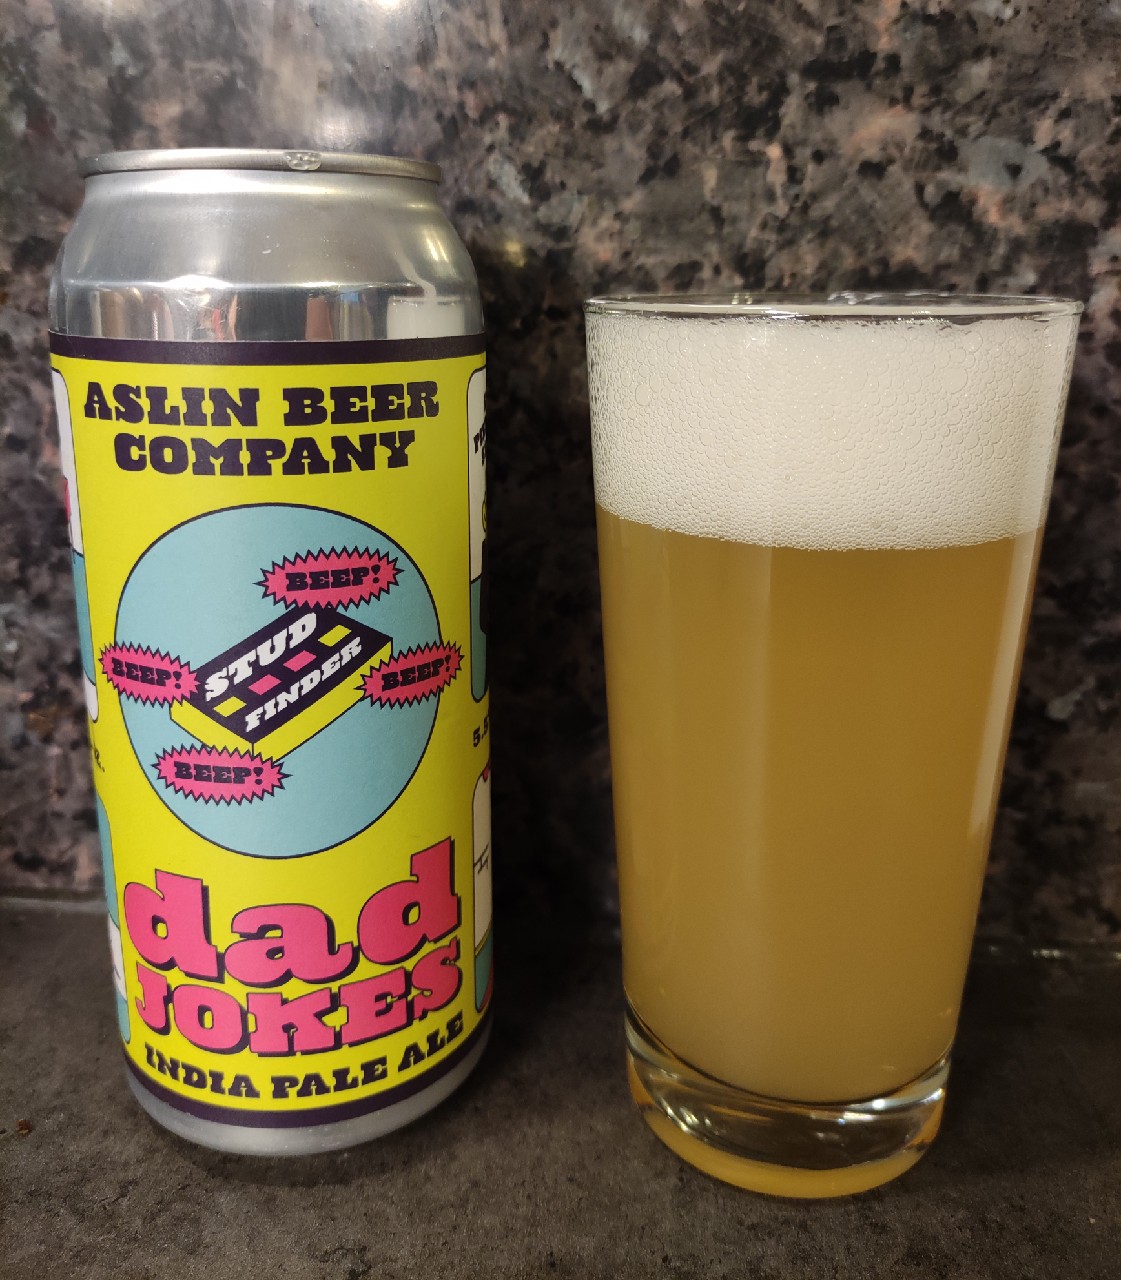 ASLIN BEER
COMPANY
BEEP!
STUD
FINDER
BEEP!
BEEP!
BEEP!
dad
JOKES
INDIA PALE ALE